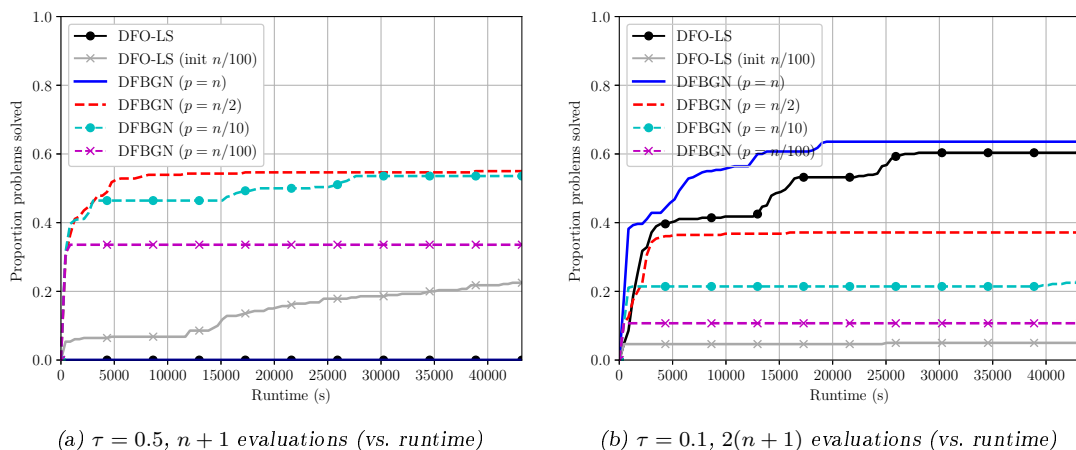 1.0
0.8
0.6
0.4
0.2
0.0
Proportion problems solved
DFO-LS
DFO-LS (init n/100)
DFBGN (p = n)
DFBGN (p = n/2)
DFBGN (p = n/10)
DFBGN (p = n/100)
0 5000 10000 15000 20000 25000 30000 35000 40000
Runtime (s)
(a) τ = 0.5, n + 1 evaluations (vs. runtime)
1.0
0.8
0.6
0.4
0.2
0.0
Proportion problems solved
DFO-LS
DFO-LS (init n/100)
DFBGN (p = n)
DFBGN (p = n/2)
DFBGN (p = n/10)
DFBGN (p = n/100)
0 5000 10000 15000 20000 25000 30000 35000 40000
Runtime (s)
(b) τ = 0.1, 2(n + 1) evaluations (vs. runtime)